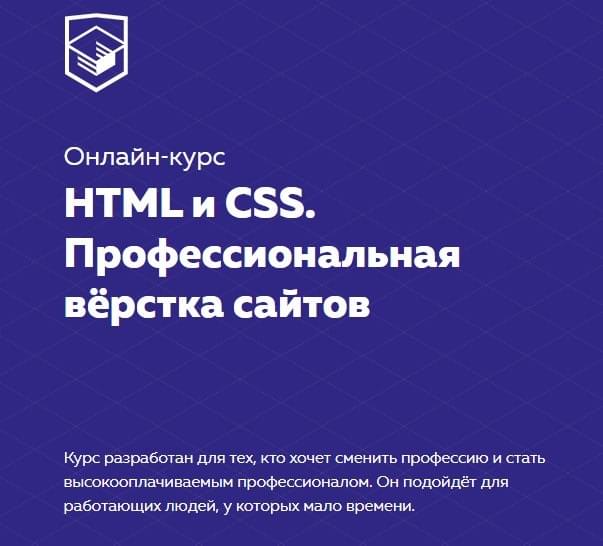 Онлайн-курс
HTML и CSS.
Профессиональная
вёрстка сайтов
Курс разработан для тех, кто хочет сменить профессию и стать
высокооплачиваемым профессионалом. Он подойдёт для
работающих людей, у которых мало времени.